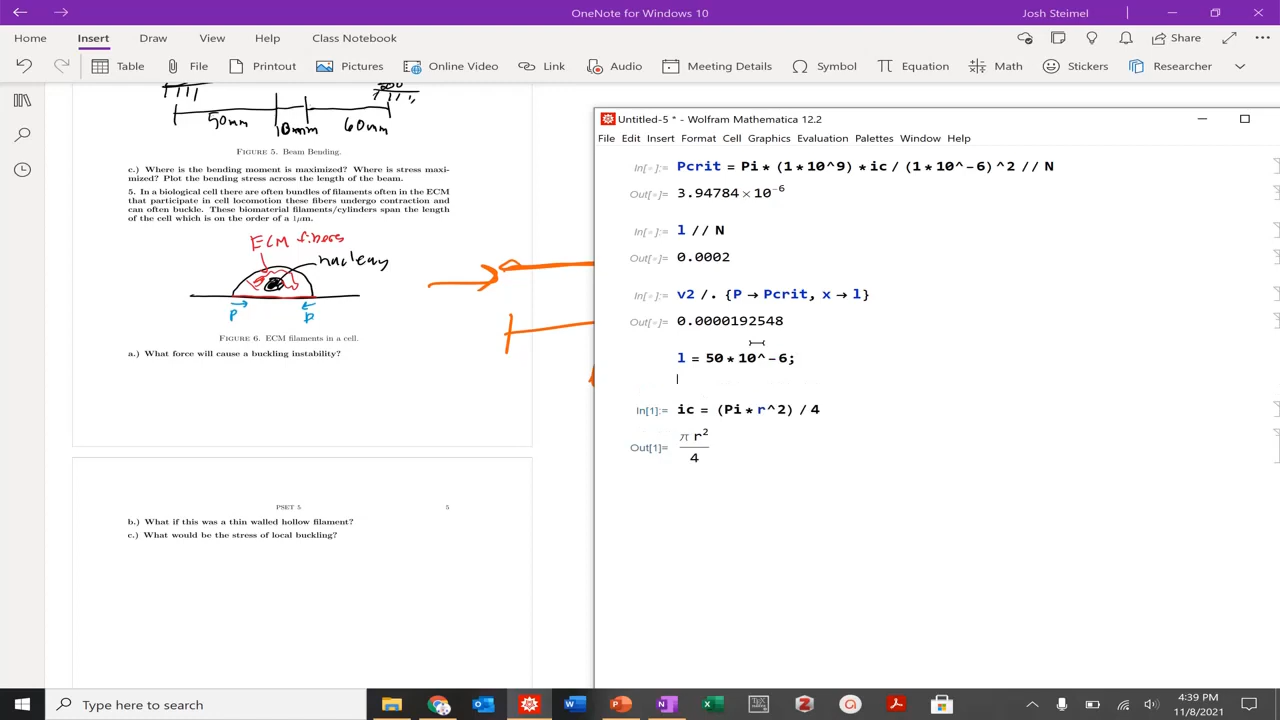 OneNote for Windows 10
Josh Steimel
Home Insert Draw View Help Class Notebook
Share
Table File Printout Pictures Online Video Link Audio Meeting Details Symbol Equation Math Stickers Researcher
50nm 10nm 60nm
FIGURE 5. Beam Bending.
c.) Where is the bending moment is maximized? Where is stress maxi-
mized? Plot the bending stress across the length of the beam.
5. In a biological cell there are often bundles of filaments often in the ECM
that participate in cell locomotion these fibers undergo contraction and
can often buckle. These biomaterial filaments/cylinders span the length
of the cell which is on the order of a 1μm.
ECM fibers
nucleus
P P
FIGURE 6. ECM filaments in a cell.
a.) What force will cause a buckling instability?
PSET 5 5
b.) What if this was a thin walled hollow filament?
c.) What would be the stress of local buckling?
Untitled-5 * - Wolfram Mathematica 12.2
File Edit Insert Format Cell Graphics Evaluation Palettes Window Help
In[∘]:= Pcrit = Pi * (1*10^9) * ic / (1*10^-6)^2 // N
Out[∘]= 3.94784 × 10^-6
In[∘]:= l // N
Out[∘]= 0.0002
In[∘]:= v2 /. {P → Pcrit, x → l}
Out[∘]= 0.0000192548
l = 50*10^-6;
In[1]:= ic = (Pi*r^2) / 4
Out[1]= π r² / 4
Type here to search
4:39 PM
11/8/2021